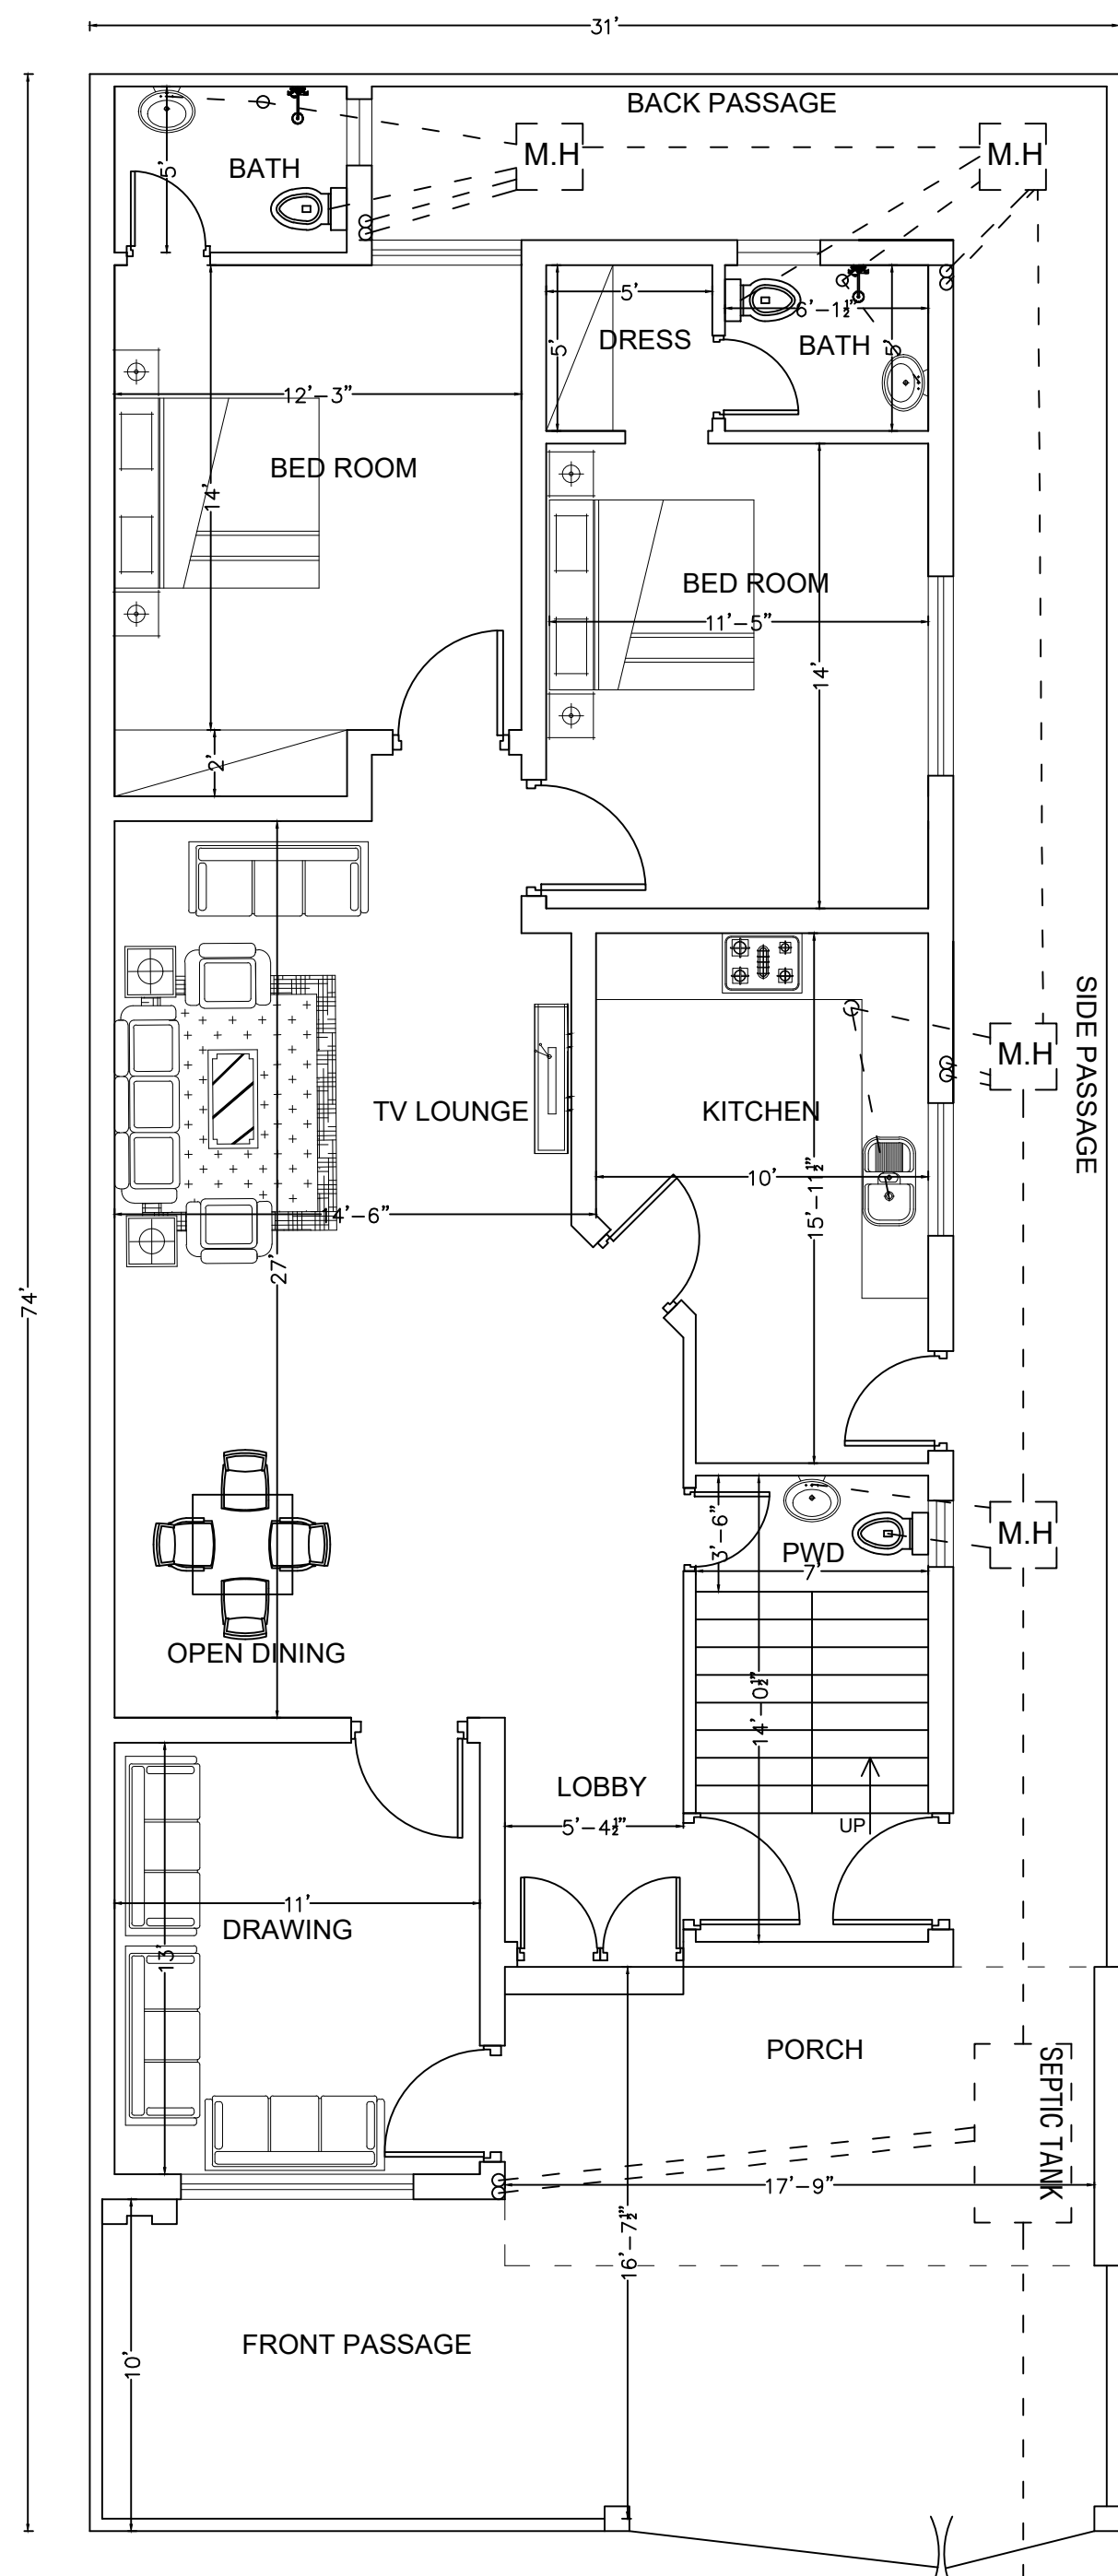 31'
BACK PASSAGE
M.H
M.H
5'
BATH
5'
6'-1½"
DRESS
BATH
5'
5'
12'-3"
BED ROOM
14'
BED ROOM
11'-5"
14'
2'
SIDE PASSAGE
M.H
TV LOUNGE
KITCHEN
10'
15'-11½"
14'-6"
27'
74'
M.H
3'-6"
PWD
7'
OPEN DINING
14'-0½"
LOBBY
UP
5'-4½"
11'
DRAWING
13'
PORCH
SEPTIC TANK
17'-9"
16'-7½"
FRONT PASSAGE
10'